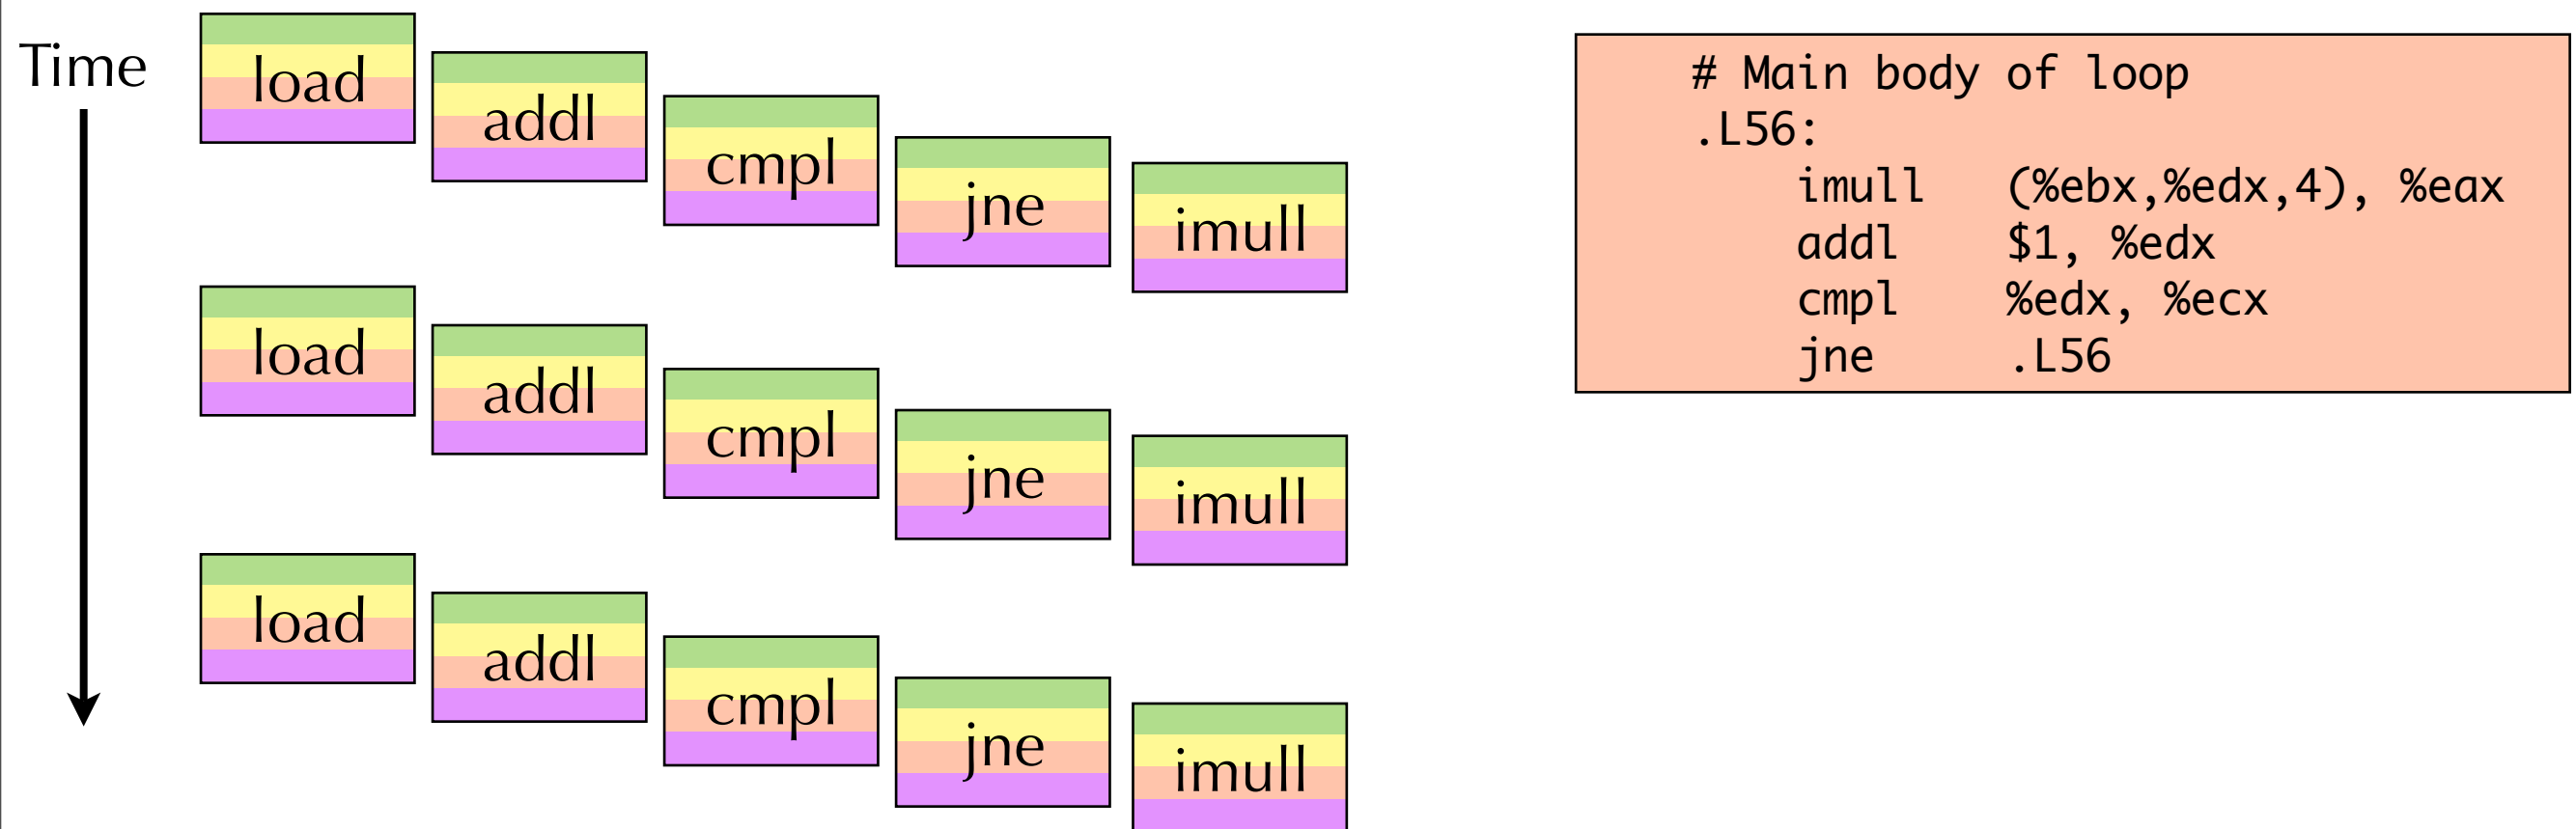 Time
load
addl
cmpl
jne
imull
load
addl
cmpl
jne
imull
load
addl
cmpl
jne
imull
# Main body of loop
.L56:
imull (%ebx,%edx,4), %eax
addl $1, %edx
cmpl %edx, %ecx
jne .L56